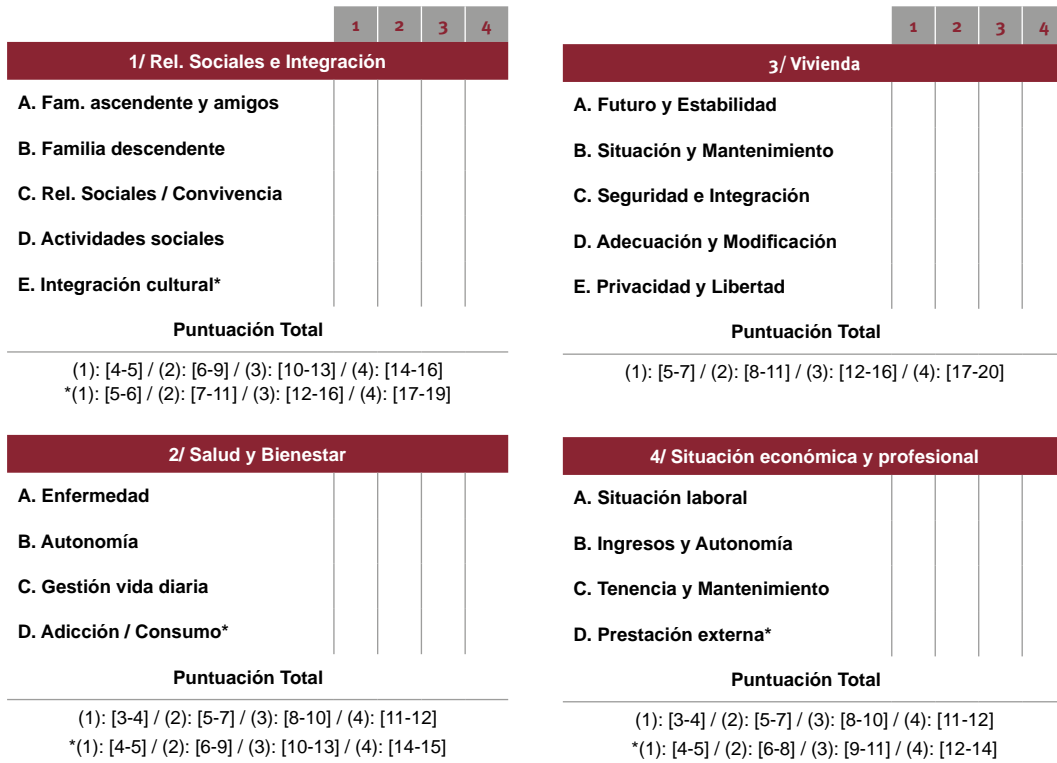 1 2 3 4
1/ Rel. Sociales e Integración
A. Fam. ascendente y amigos
B. Familia descendente
C. Rel. Sociales / Convivencia
D. Actividades sociales
E. Integración cultural*
Puntuación Total
(1): [4-5] / (2): [6-9] / (3): [10-13] / (4): [14-16]
*(1): [5-6] / (2): [7-11] / (3): [12-16] / (4): [17-19]
2/ Salud y Bienestar
A. Enfermedad
B. Autonomía
C. Gestión vida diaria
D. Adicción / Consumo*
Puntuación Total
(1): [3-4] / (2): [5-7] / (3): [8-10] / (4): [11-12]
*(1): [4-5] / (2): [6-9] / (3): [10-13] / (4): [14-15]
1 2 3 4
3/ Vivienda
A. Futuro y Estabilidad
B. Situación y Mantenimiento
C. Seguridad e Integración
D. Adecuación y Modificación
E. Privacidad y Libertad
Puntuación Total
(1): [5-7] / (2): [8-11] / (3): [12-16] / (4): [17-20]
4/ Situación económica y profesional
A. Situación laboral
B. Ingresos y Autonomía
C. Tenencia y Mantenimiento
D. Prestación externa*
Puntuación Total
(1): [3-4] / (2): [5-7] / (3): [8-10] / (4): [11-12]
*(1): [4-5] / (2): [6-8] / (3): [9-11] / (4): [12-14]